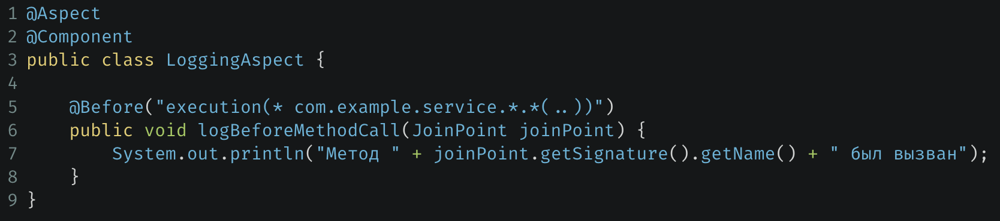 1 @Aspect
2 @Component
3 public class LoggingAspect {
4
5     @Before("execution(* com.example.service.*.*(..))")
6     public void logBeforeMethodCall(JoinPoint joinPoint) {
7         System.out.println("Метод " + joinPoint.getSignature().getName() + " был вызван");
8     }
9 }